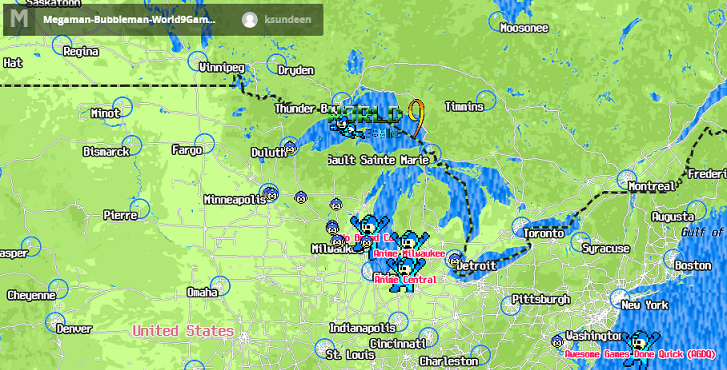 Saskatoon
M Megaman-Bubbleman-World9Gam... ksundeen
Moosonee
Regina
Hat
Winnipeg
Dryden
Thunder Bay
Timmins
WORLD 9
Minot
Bismarck
Fargo
Duluth
Sault Sainte Marie
Montreal
Frederi
Minneapolis
Pierre
Augusta
Gulf of
Toronto
Syracuse
Milwaukee
Anime Milwaukee
Detroit
Boston
asper
Anime Central
Cheyenne
Omaha
Pittsburgh
New York
Denver
United States
Indianapolis
Cincinnati
Washington
St. Louis
Charleston
Awesome Games Done Quick (AGDQ)